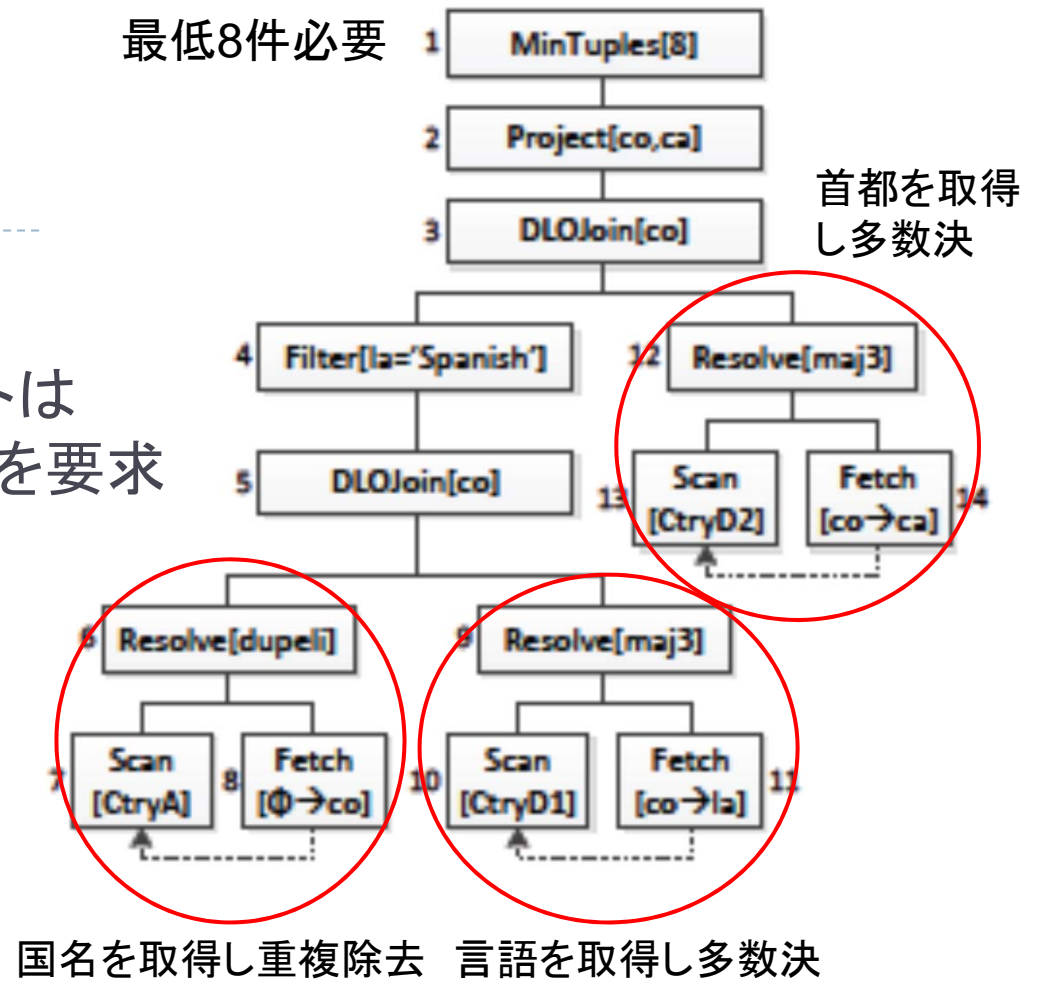 最低8件必要
1 MinTuples[8]
2 Project[co,ca]
首都を取得
し多数決
3 DLOJoin[co]
4 Filter[la='Spanish']
12 Resolve[maj3]
トは
を要求
5 DLOJoin[co]
13 Scan
[CtryD2]
Fetch 14
[co→ca]
6 Resolve[dupeli]
9 Resolve[maj3]
7 Scan
[CtryA]
8 Fetch
[Φ→co]
10 Scan
[CtryD1]
Fetch 11
[co→la]
国名を取得し重複除去 言語を取得し多数決